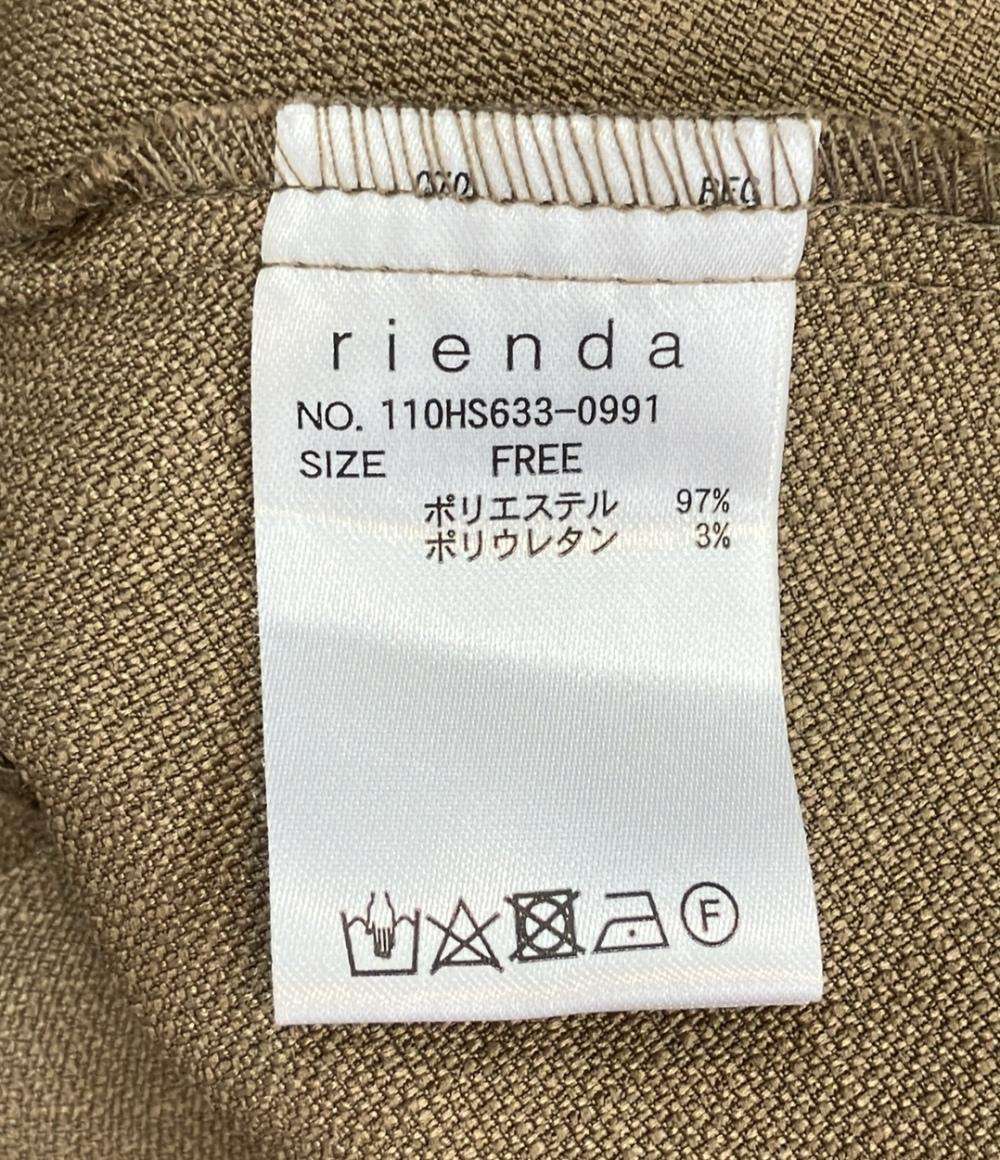 rienda
NO. 110HS633-0991
SIZE FREE
ポリエステル 97%
ポリウレタン 3%
F